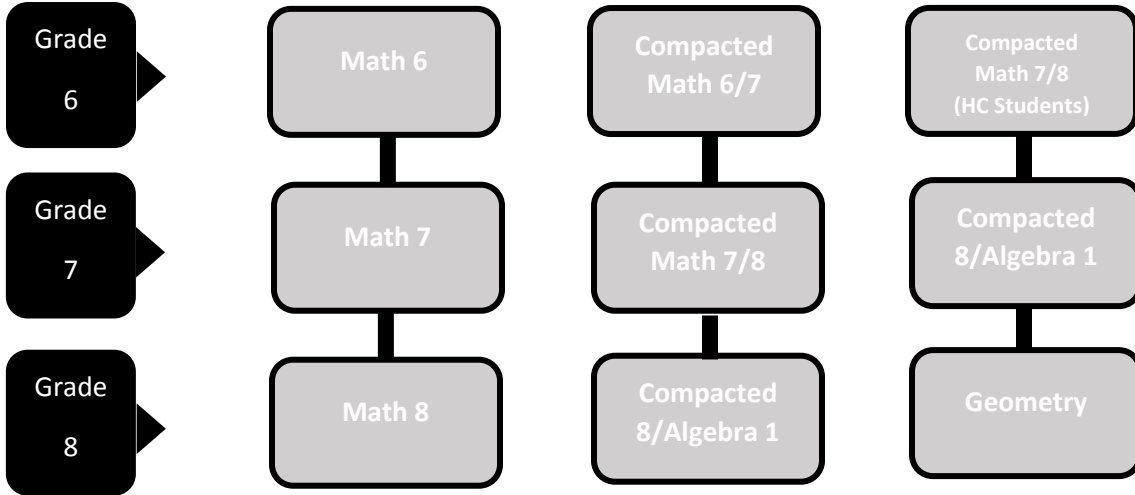 Grade
6
Math 6
Compacted
Math 6/7
Compacted
Math 7/8
(HC Students)
Grade
7
Math 7
Compacted
Math 7/8
Compacted
8/Algebra 1
Grade
8
Math 8
Compacted
8/Algebra 1
Geometry